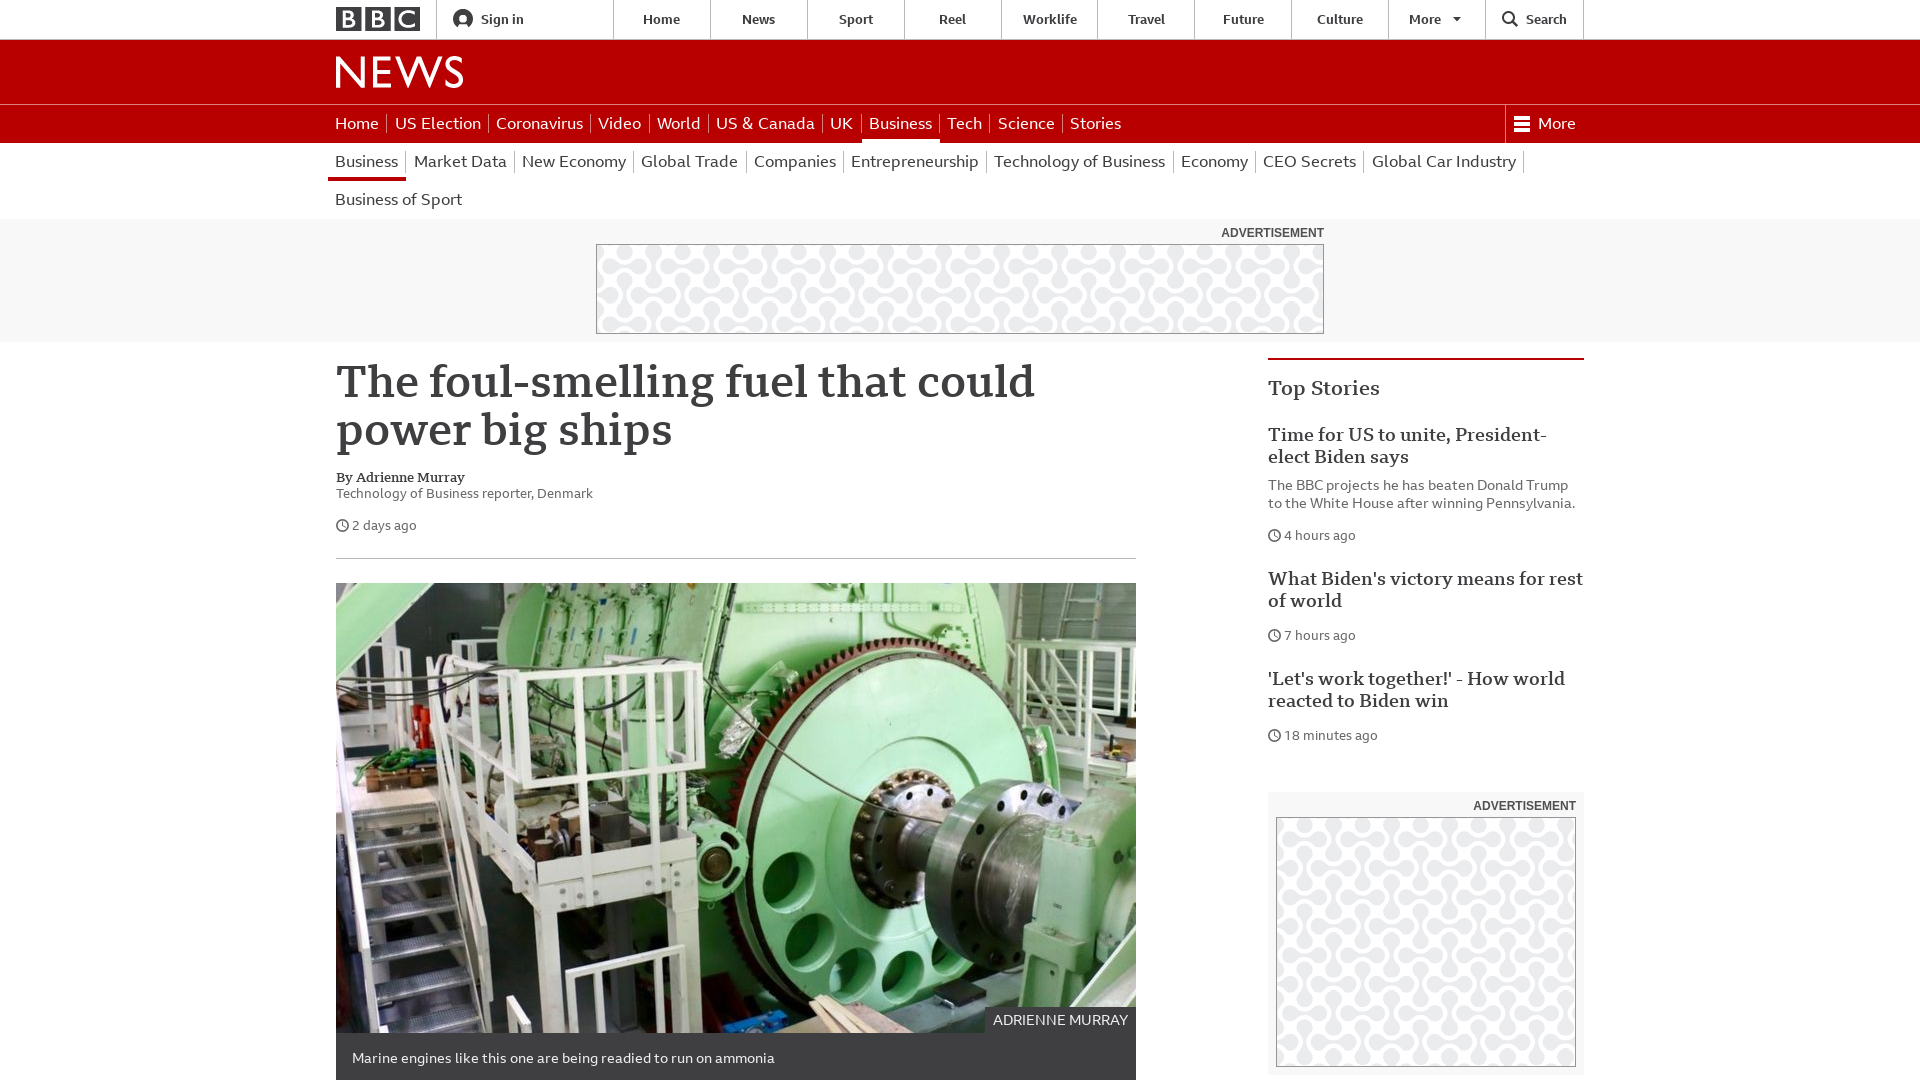 BBC
Sign in
Home
News
Sport
Reel
Worklife
Travel
Future
Culture
More
Search
NEWS
Home
US Election
Coronavirus
Video
World
US & Canada
UK
Business
Tech
Science
Stories
More
Business
Market Data
New Economy
Global Trade
Companies
Entrepreneurship
Technology of Business
Economy
CEO Secrets
Global Car Industry
Business of Sport
ADVERTISEMENT
The foul-smelling fuel that could
power big ships
By Adrienne Murray
Technology of Business reporter, Denmark
2 days ago
ADRIENNE MURRAY
Marine engines like this one are being readied to run on ammonia
Top Stories
Time for US to unite, President-
elect Biden says
The BBC projects he has beaten Donald Trump
to the White House after winning Pennsylvania.
4 hours ago
What Biden's victory means for rest
of world
7 hours ago
'Let's work together!' - How world
reacted to Biden win
18 minutes ago
ADVERTISEMENT